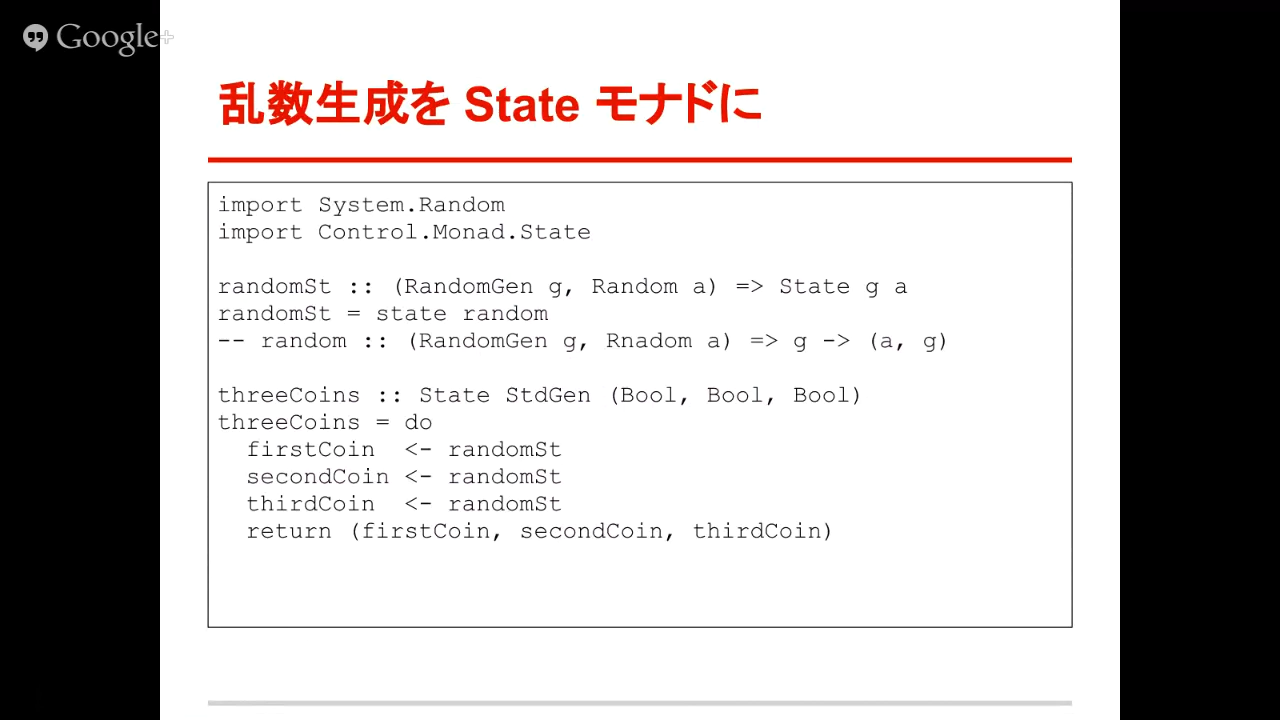 Google+
乱数生成を State モナドに
import System.Random
import Control.Monad.State
randomSt :: (RandomGen g, Random a) => State g a
randomSt = state random
-- random :: (RandomGen g, Rnadom a) => g -> (a, g)
threeCoins :: State StdGen (Bool, Bool, Bool)
threeCoins = do
  firstCoin  <- randomSt
  secondCoin <- randomSt
  thirdCoin  <- randomSt
  return (firstCoin, secondCoin, thirdCoin)